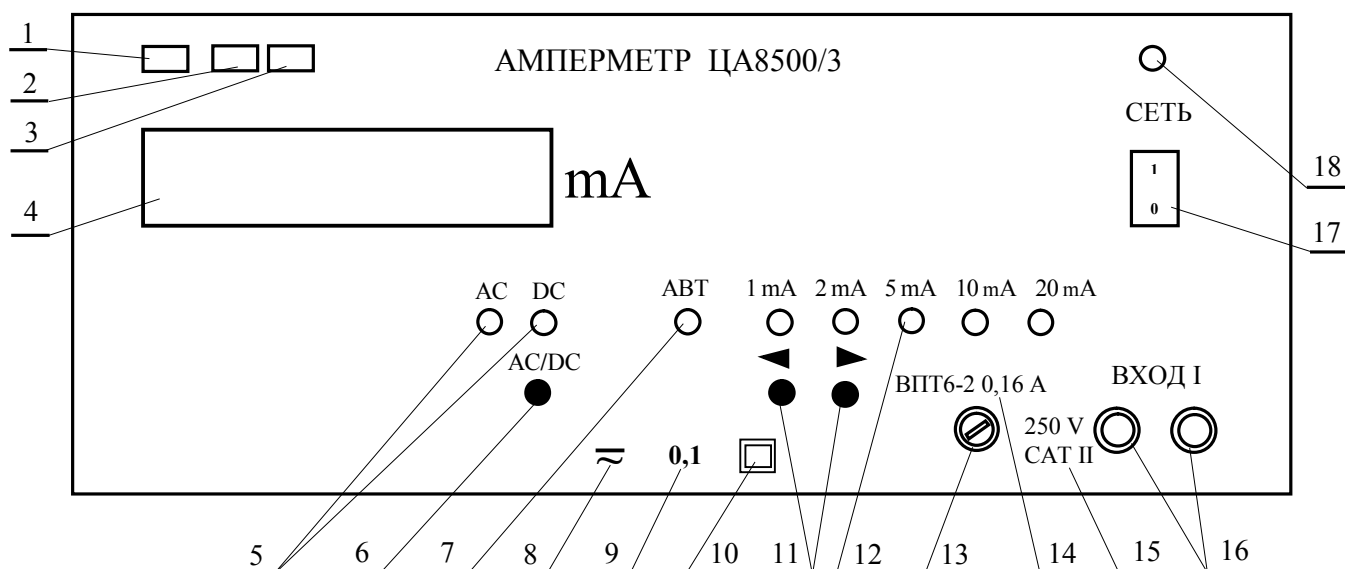 1
2
3
4
АМПЕРМЕТР ЦА8500/3
mA
СЕТЬ
1
0
18
17
AC DC АВТ 1 mA 2 mA 5 mA 10 mA 20 mA
AC/DC
ВПТ6-2 0,16 А
ВХОД I
250 V
CAT II
0,1
5 6 7 8 9 10 11 12 13 14 15 16